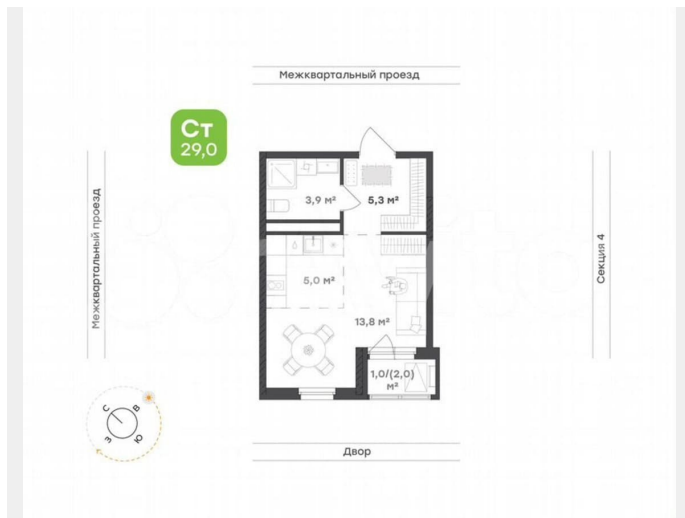 Межквартальный проезд
Ст
29,0
3,9 м²
5,3 м²
Межквартальный проезд
Секция 4
5,0 м²
13,8 м²
1,0/(2,0)
м²
С
В
З
Ю
Двор